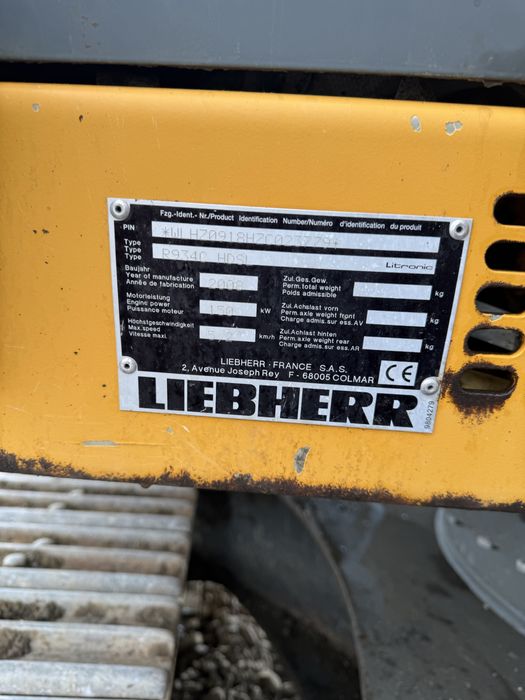 Fzg.-Ident.- Nr./Product Identification Number/Numéro d'identification du produit
PIN
Type R934C HDSL
Type
Type Litronic
Baujahr
Year of manufacture 2008
Année de fabrication
Motorleistung
Engine power 150 kW
Puissance moteur
Höchstgeschwindigkeit
Max.speed km/h
Vitesse maxi.
Zul.Ges.Gew.
Perm.total weight kg
Poids admissible
Zul.Achslast vorn
Perm.axle weight front kg
Charge admis.sur ess.AV
Zul.Achslast hinten
Perm.axle weight rear kg
Charge admis.sur ess.AR
LIEBHERR - FRANCE S.A.S.
2, Avenue Joseph Rey F - 68005 COLMAR
CE
LIEBHERR
9804279